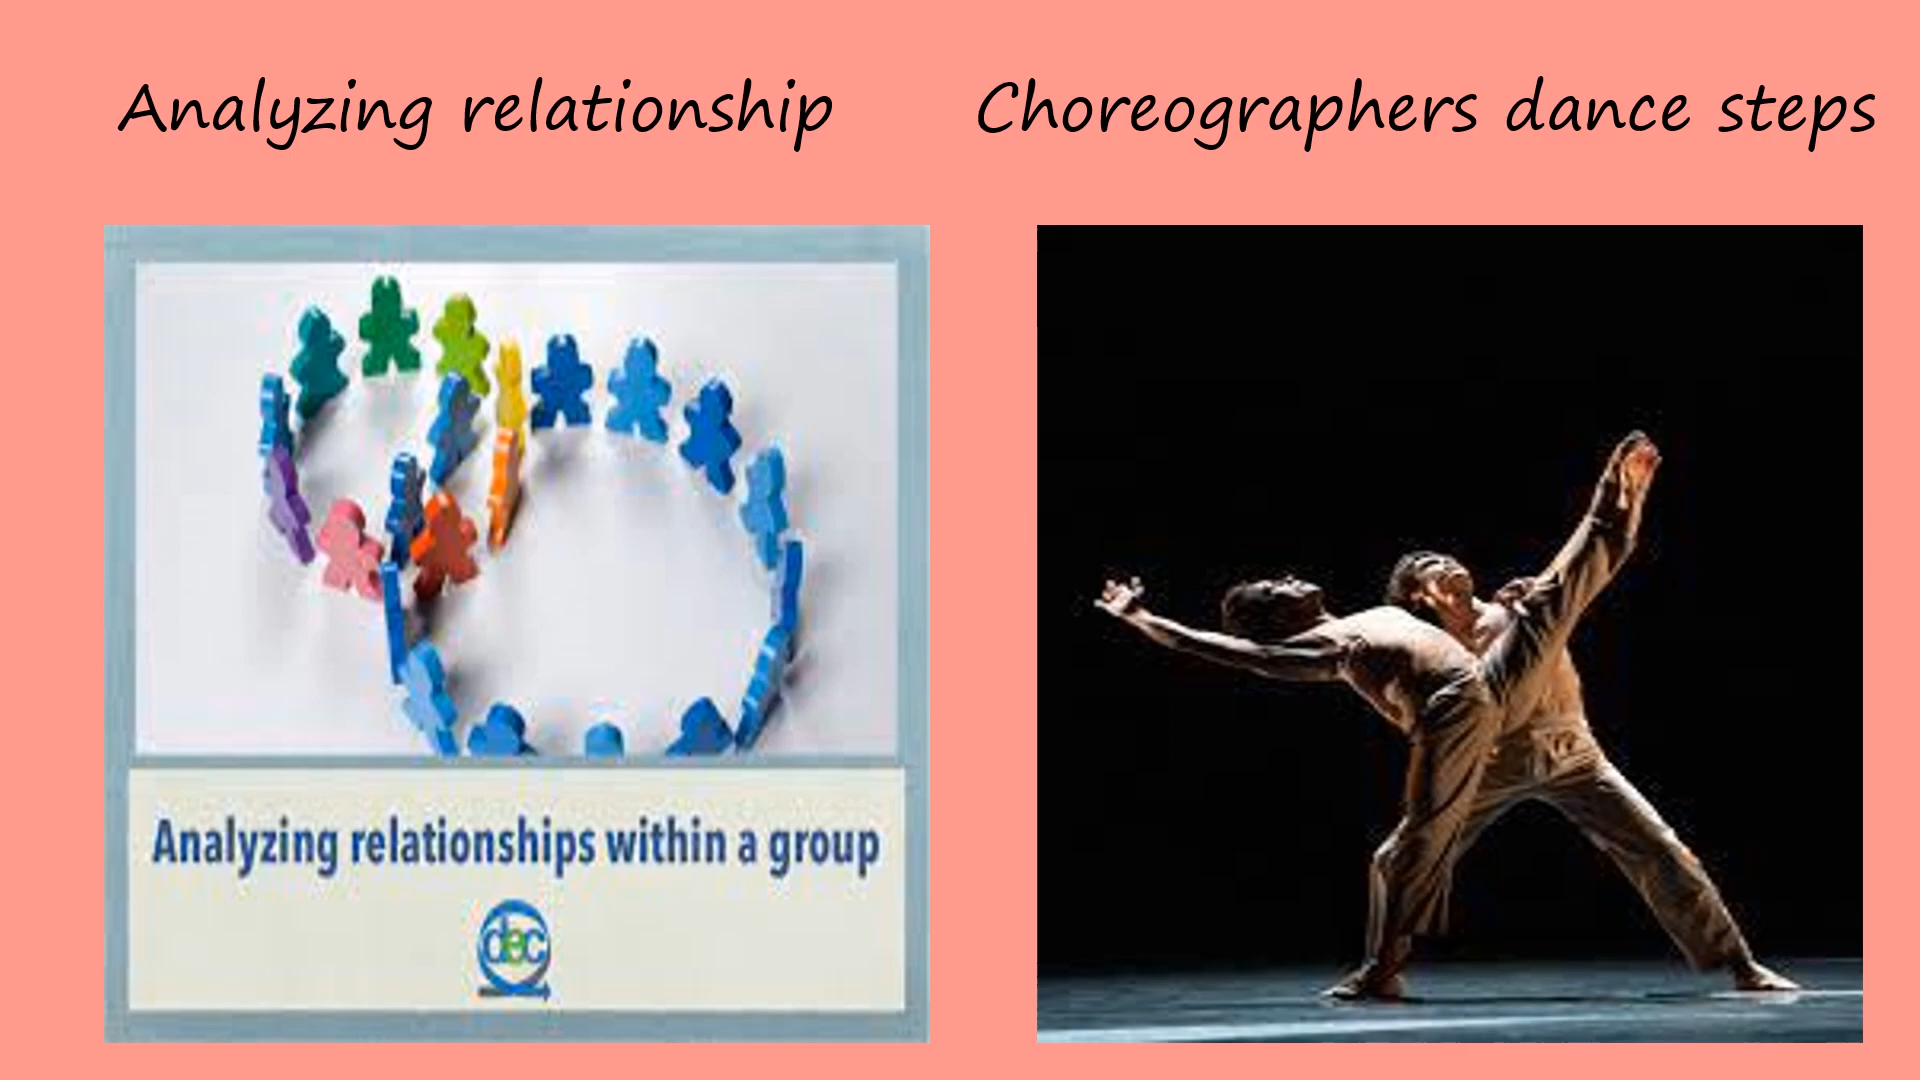 Analyzing relationship
Choreographers dance steps
Analyzing relationships within a group
dec